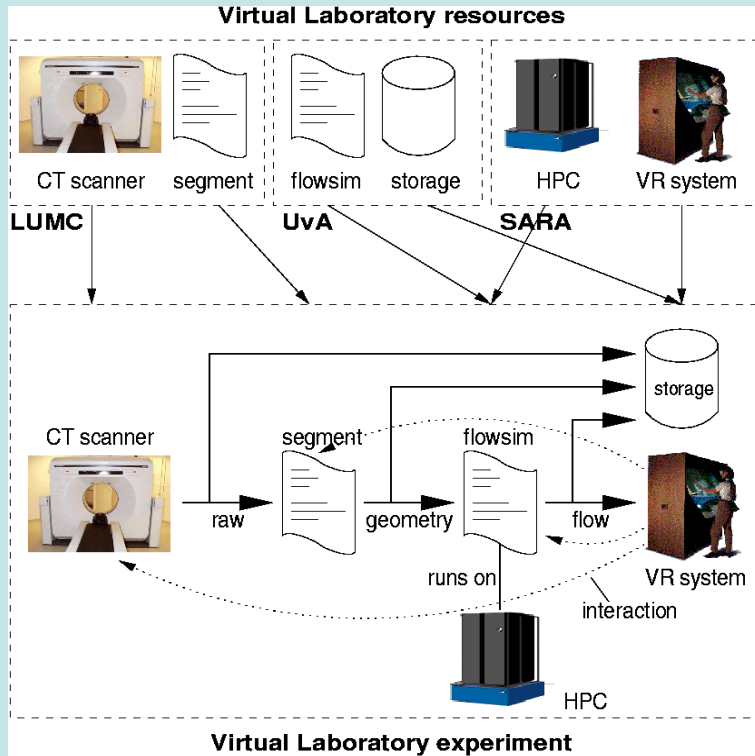 Virtual Laboratory resources
CT scanner segment flowsim storage HPC VR system
LUMC UvA SARA
storage
CT scanner segment flowsim
raw geometry flow
runs on VR system
interaction
HPC
Virtual Laboratory experiment